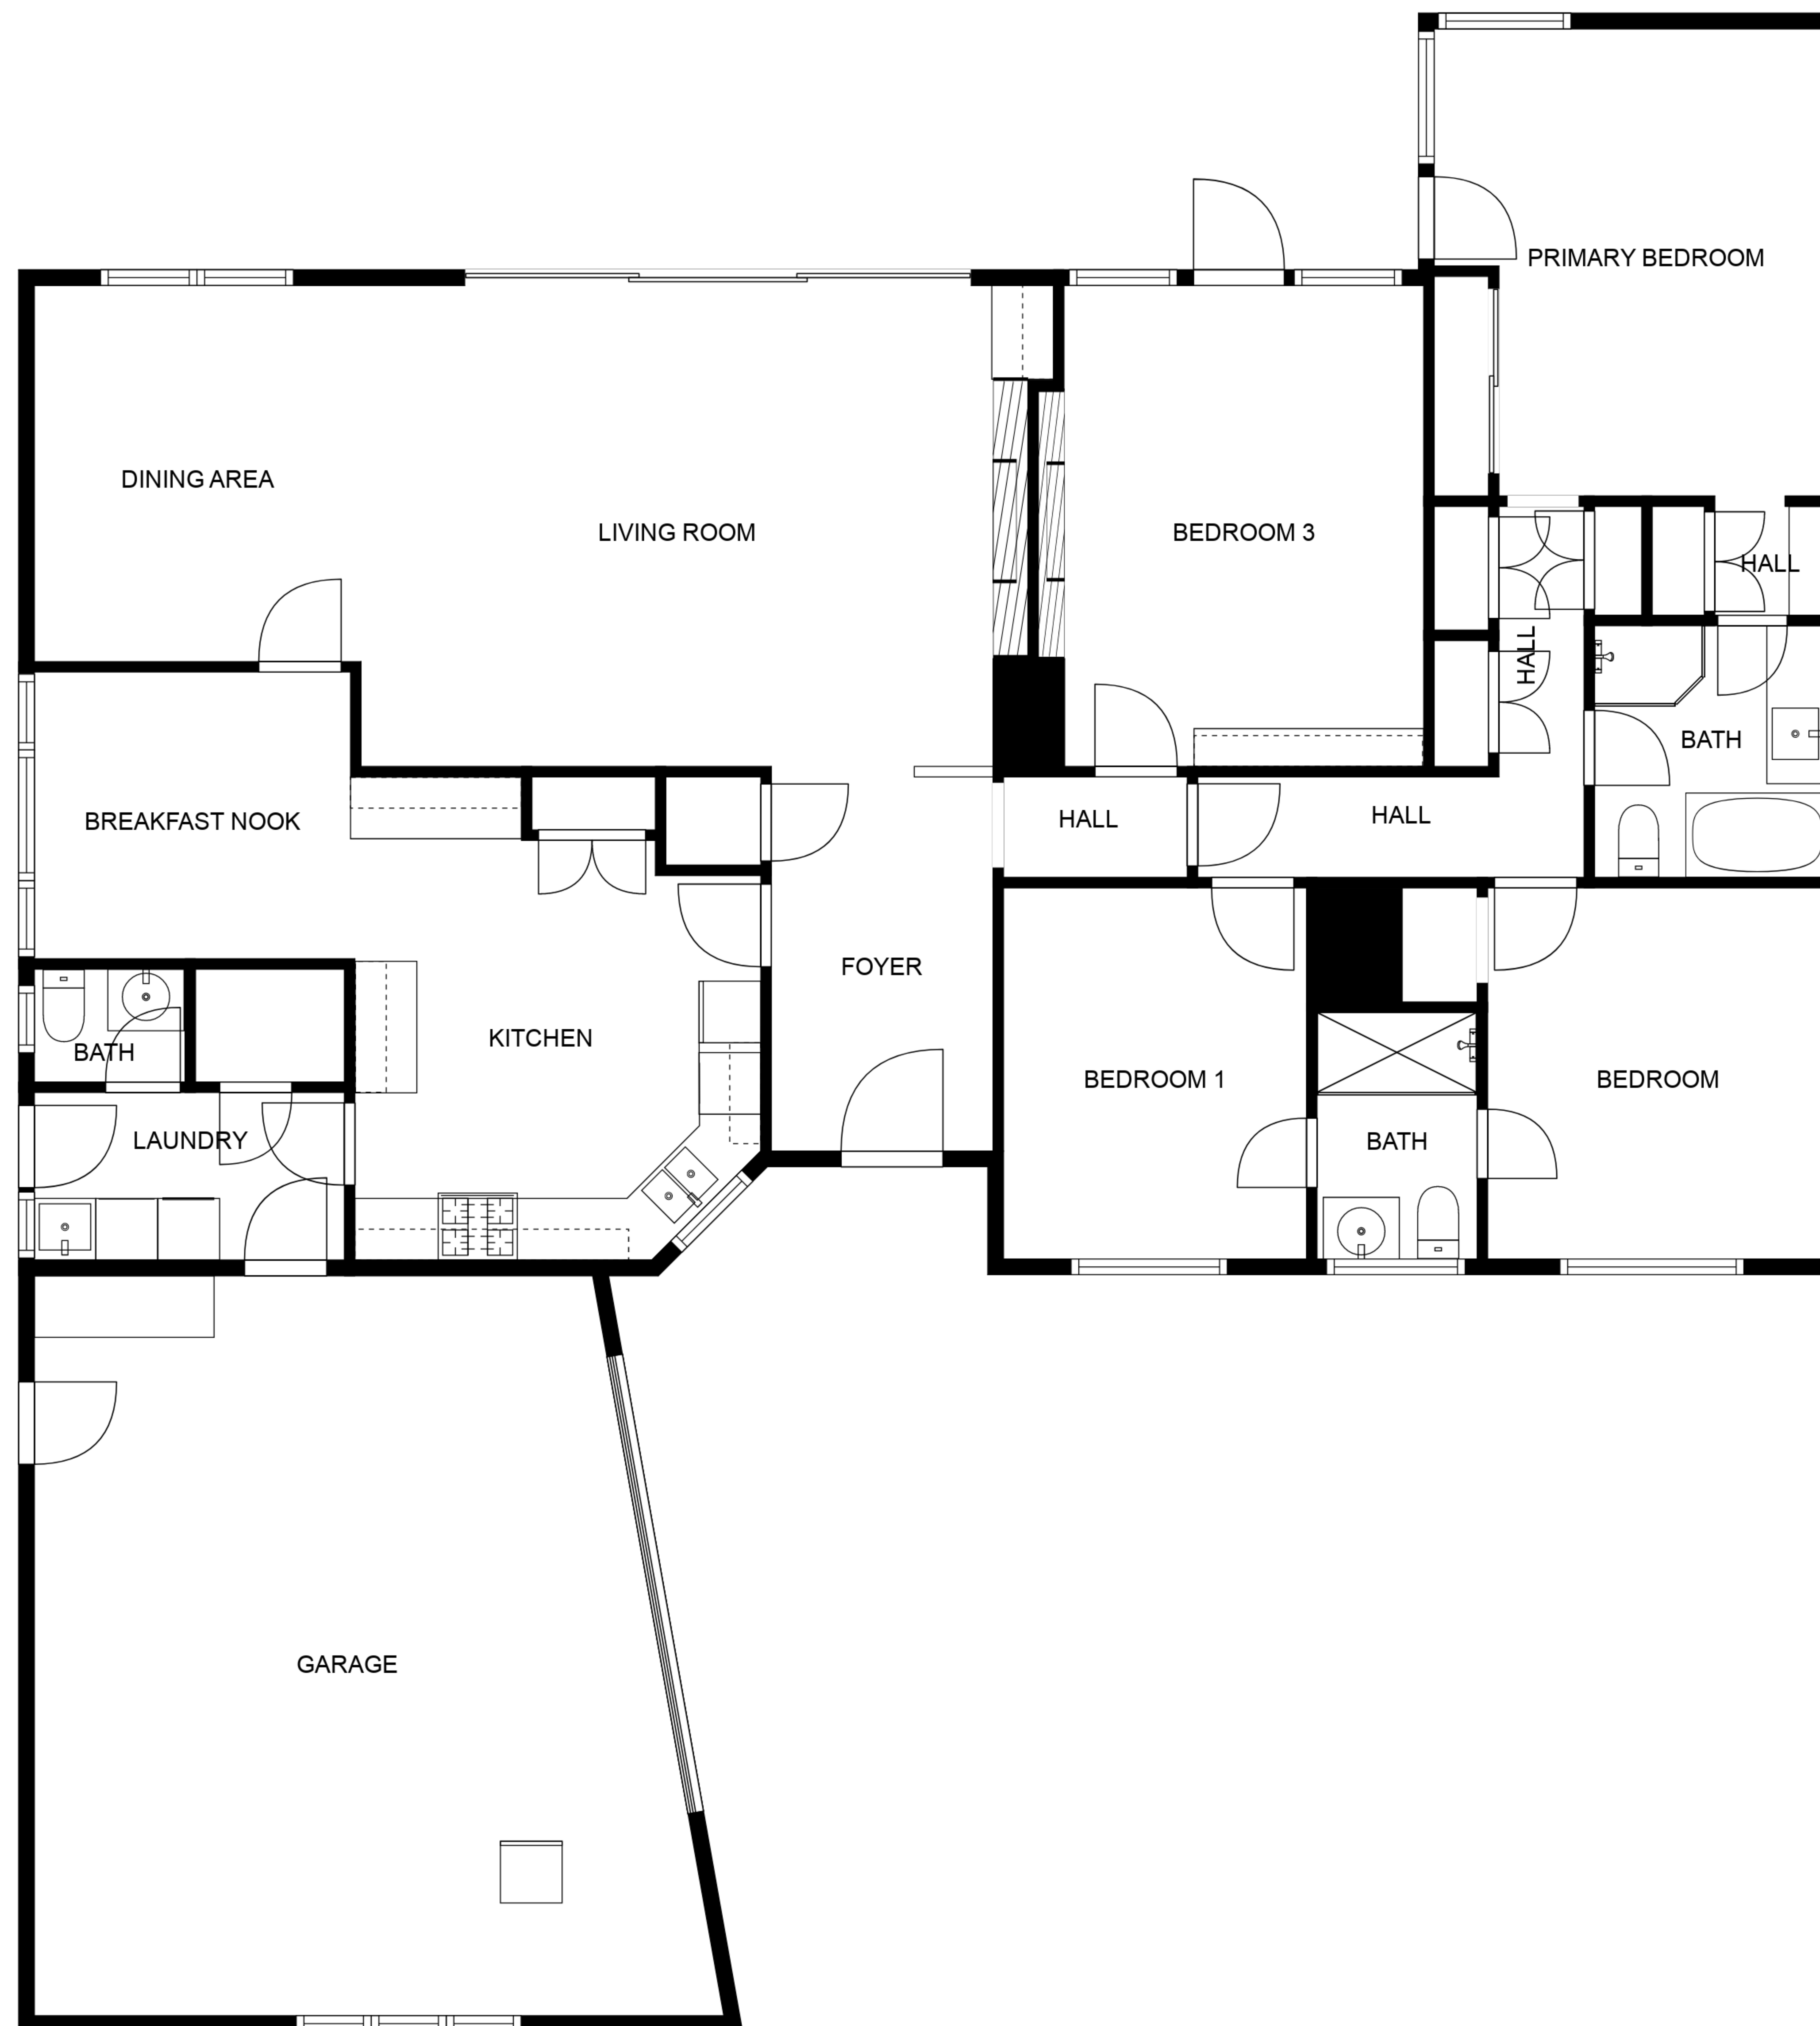 PRIMARY BEDROOM
DINING AREA
LIVING ROOM
BEDROOM 3
HALL
HALL
BATH
BREAKFAST NOOK
HALL
HALL
FOYER
KITCHEN
BATH
BEDROOM 1
BEDROOM
LAUNDRY
BATH
GARAGE